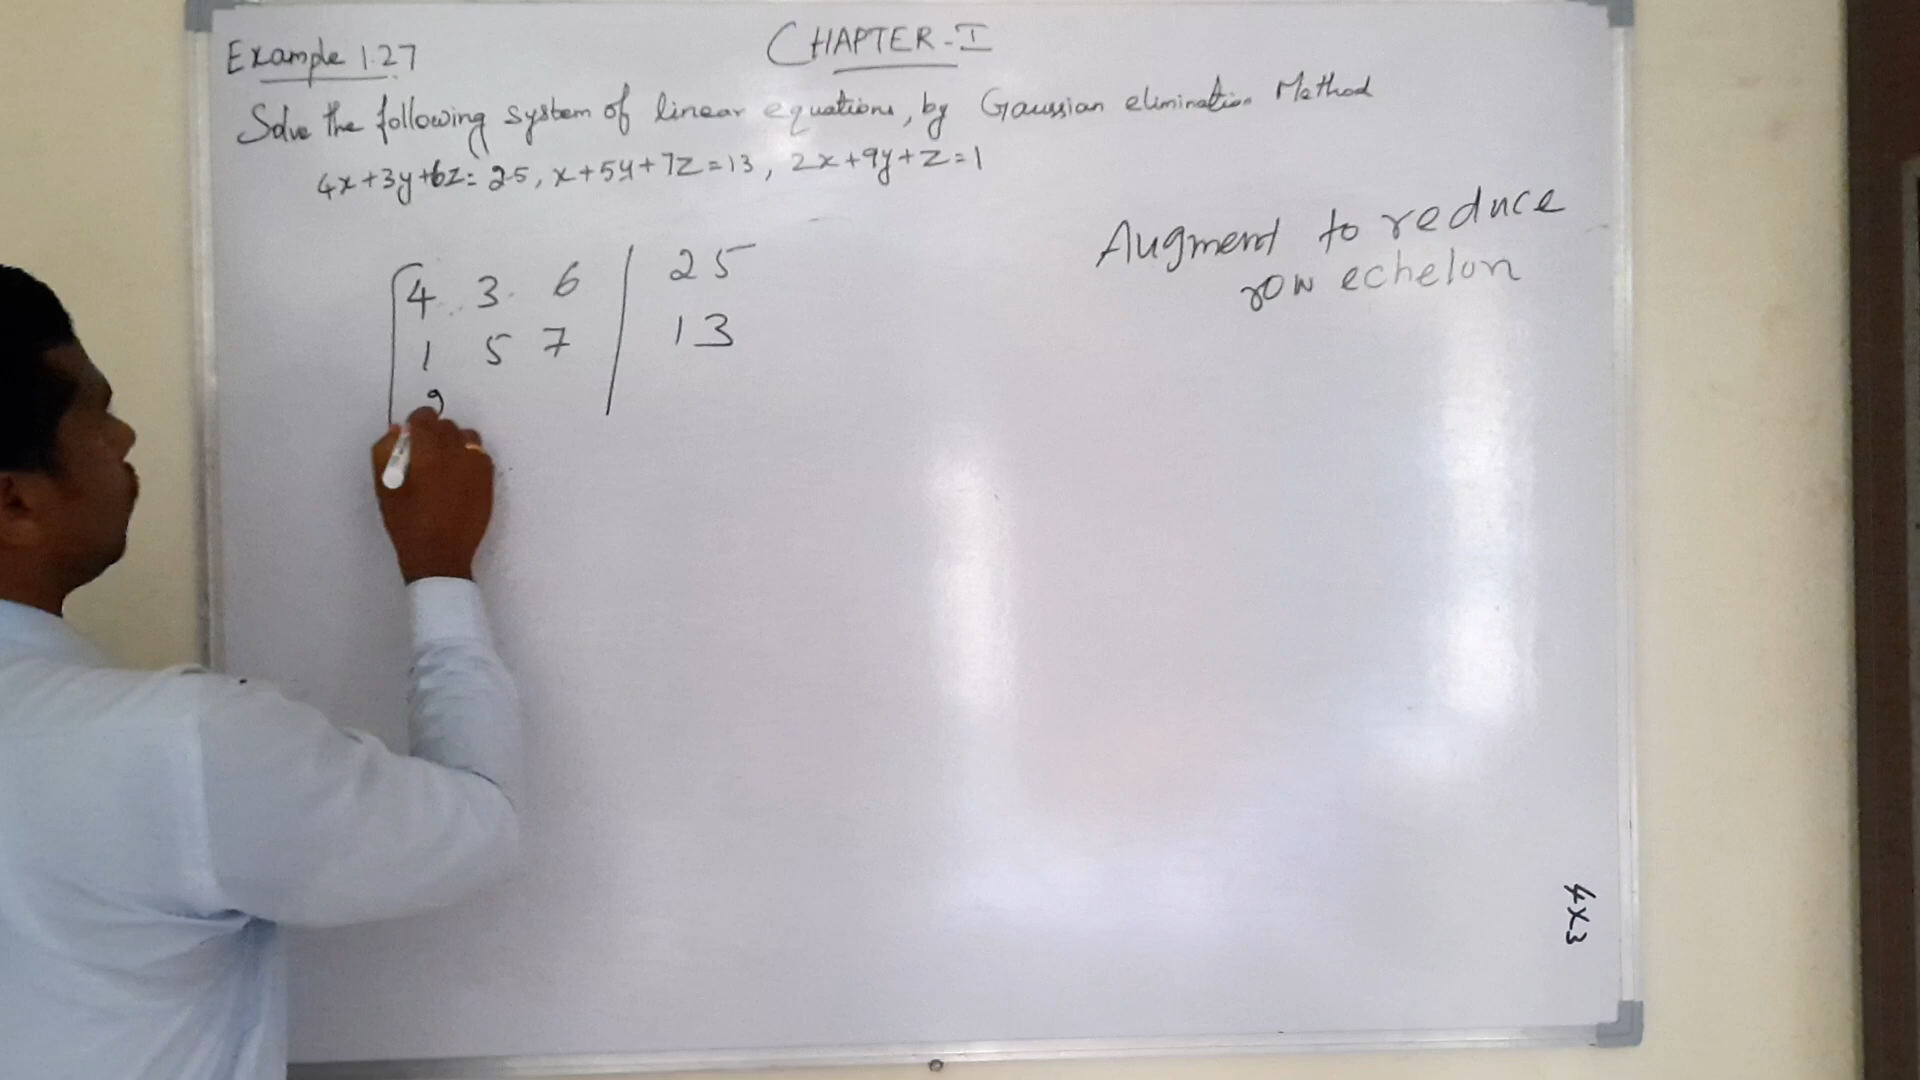 CHAPTER-I
Example 1.27
Solve the following system of linear equations, by Gaussian elimination Method
4x+3y+6z=25, x+5y+7z=13, 2x+9y+z=1
Augment to reduce
row echelon
4 3 6 | 25
1 5 7 | 13
2
4x3